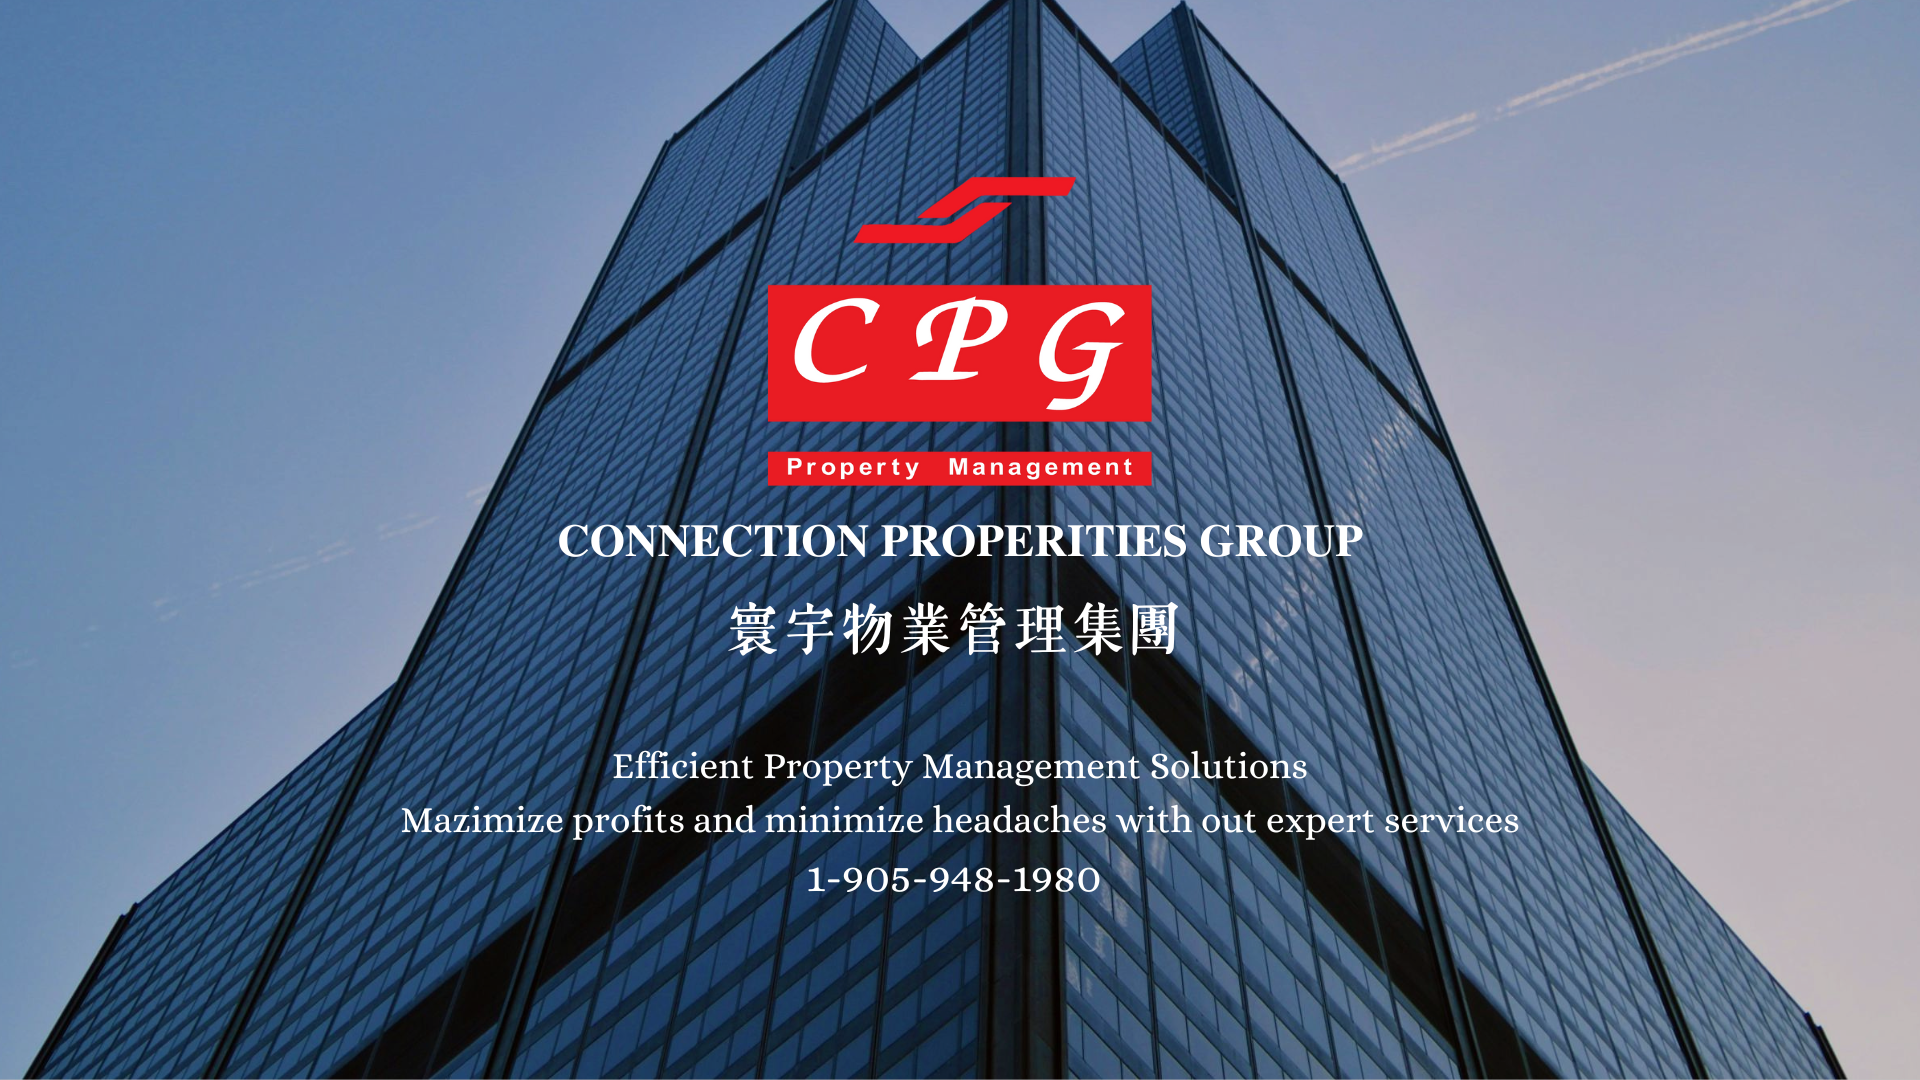 CPG
Property Management
CONNECTION PROPERITIES GROUP
寰宇物業管理集團
Efficient Property Management Solutions
Mazimize profits and minimize headaches with out expert services
1-905-948-1980